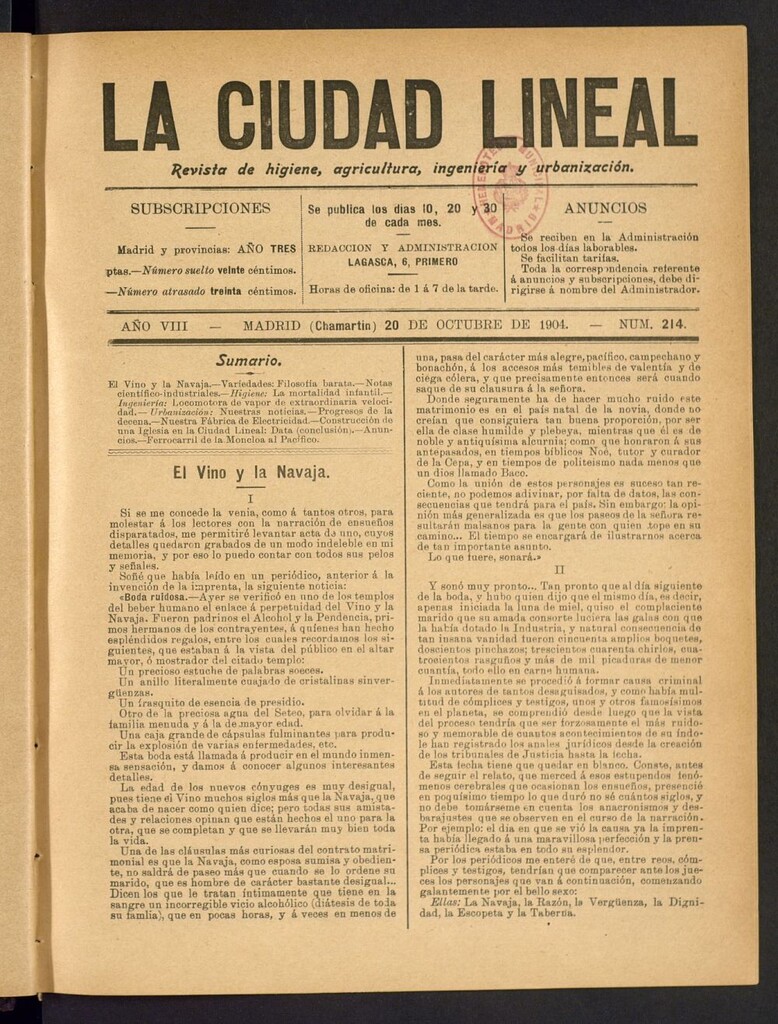 LA CIUDAD LINEAL
Revista de higiene, agricultura, ingeniería y urbanización.
SUBSCRIPCIONES
Madrid y provincias: AÑO TRES
ptas.—Número suelto veinte céntimos.
—Número atrasado treinta céntimos.
Se publica los días 10, 20 y 30
de cada mes.
REDACCION Y ADMINISTRACION
LAGASCA, 6, PRIMERO
Horas de oficina: de 1 á 7 de la tarde.
ANUNCIOS
Se reciben en la Administración
todos los días laborables.
Se facilitan tarifas.
Toda la correspondencia referente
á anuncios y subscripciones, debe di-
rigirse á nombre del Administrador.
AÑO VIII — MADRID (Chamartin) 20 DE OCTUBRE DE 1904. — NUM. 214.
Sumario.
El Vino y la Navaja.—Variedades: Filosofía barata.—Notas
científico-industriales.—Higiene: La mortalidad infantil.—
Ingeniería: Locomotora de vapor de extraordinaria veloci-
dad.—Urbanización: Nuestras noticias.—Progresos de la
decena.—Nuestra Fábrica de Electricidad.—Construcción de
una Iglesia en la Ciudad Lineal: Data (conclusión).—Anun-
cios.—Ferrocarril de la Moncloa al Pacífico.
El Vino y la Navaja.
I
Si se me concede la venia, como á tantos otros, para
molestar á los lectores con la narración de ensueños
disparatados, me permitiré levantar acta de uno, cuyos
detalles quedaron grabados de un modo indeleble en mi
memoria, y por eso lo puedo contar con todos sus pelos
y señales.
Soñé que había leído en un periódico, anterior á la
invención de la imprenta, la siguiente noticia:
«Boda ruidosa.—Ayer se verificó en uno de los templos
del beber humano el enlace á perpetuidad del Vino y la
Navaja. Fueron padrinos el Alcohol y la Pendencia, pri-
mos hermanos de los contrayentes, á quienes han hecho
espléndidos regalos, entre los cuales recordamos los si-
guientes, que estaban á la vista del público en el altar
mayor, ó mostrador del citado templo:
Un precioso estuche de palabras soeces.
Un anillo literalmente cuajado de cristalinas sinver-
güenzas.
Un frasquito de esencia de presidio.
Otro de la preciosa agua del Seteo, para olvidar á la
familia menuda y á la de mayor edad.
Una caja grande de cápsulas fulminantes para produ-
cir la explosión de varias enfermedades, etc.
Esta boda está llamada á producir en el mundo inmen-
sa sensación, y damos á conocer algunos interesantes
detalles.
La edad de los nuevos cónyuges es muy desigual,
pues tiene el Vino muchos siglos más que la Navaja, que
acaba de nacer como quien dice; pero todas sus amista-
des y relaciones opinan que están hechos el uno para la
otra, que se completan y que se llevarán muy bien toda
la vida.
Una de las cláusulas más curiosas del contrato matri-
monial es que la Navaja, como esposa sumisa y obedien-
te, no saldrá de paseo más que cuando se lo ordene su
marido, que es hombre de carácter bastante desigual...
Dicen los que le tratan íntimamente que tiene en la
sangre un incorregible vicio alcohólico (diátesis de toda
su familia), que en pocas horas, y á veces en menos de
una, pasa del carácter más alegre, pacífico, campechano y
bonachón, á los accesos más temibles de valentía y de
ciega cólera, y que precisamente entonces será cuando
saque de su clausura á la señora.
Donde seguramente ha de hacer mucho ruido este
matrimonio es en el país natal de la novia, donde no
creían que consiguiera tan buena proporción, por ser
ella de clase humilde y plebeya, mientras que él es de
noble y antiquísima alcurnia; como que honraron á sus
antepasados, en tiempos bíblicos Noé, tutor y curador
de la Cepa, y en tiempos de politeísmo nada menos que
un dios llamado Baco.
Como la unión de estos personajes es suceso tan re-
ciente, no podemos adivinar, por falta de datos, las con-
secuencias que tendrá para el país. Sin embargo: la opi-
nión más generalizada es que los paseos de la señora re-
sultarán malsanos para la gente con quien tope en su
camino... El tiempo se encargará de ilustrarnos acerca
de tan importante asunto.
Lo que fuere, sonará.»
II
Y sonó muy pronto... Tan pronto que al día siguiente
de la boda, y hubo quien dijo que el mismo día, es decir,
apenas iniciada la luna de miel, quiso el complaciente
marido que su amada consorte luciera las galas con que
la había dotado la Industria, y natural consecuencia de
tan insana vanidad fueron cincuenta amplios boquetes,
doscientos pinchazos; trescientos cuarenta chirlos, cua-
trocientos rasguños y más de mil picaduras de menor
cuantía, todo ello en carne humana.
Inmediatamente se procedió á formar causa criminal
á los autores de tantos desaguisados, y como había mul-
titud de cómplices y testigos, unos y otros famosísimos
en el planeta, se comprendió desde luego que la vista
del proceso tendría que ser forzosamente el más ruido-
so y memorable de cuantos acontecimientos de su índo-
le han registrado los anales jurídicos desde la creación
de los tribunales de Justicia hasta la fecha.
Esta fecha tiene que quedar en blanco. Conste, antes
de seguir el relato, que merced á esos estupendos fenó-
menos cerebrales que ocasionan los ensueños, presencié
en poquísimo tiempo lo que duró no sé cuántos siglos, y
no debe tomárseme en cuenta los anacronismos y des-
barajustes que se observen en el curso de la narración.
Por ejemplo: el día en que se vió la causa ya la impren-
ta había llegado á una maravillosa perfección y la pren-
sa periódica estaba en todo su esplendor.
Por los periódicos me enteré de que, entre reos, cóm-
plices y testigos, tendrían que comparecer ante los jue-
ces los personajes que van á continuación, comenzando
galantemente por el bello sexo:
Ellas: La Navaja, la Razón, la Vergüenza, la Digni-
dad, la Escopeta y la Taberna.
HEMEROTECA MUNICIPAL
MADRID